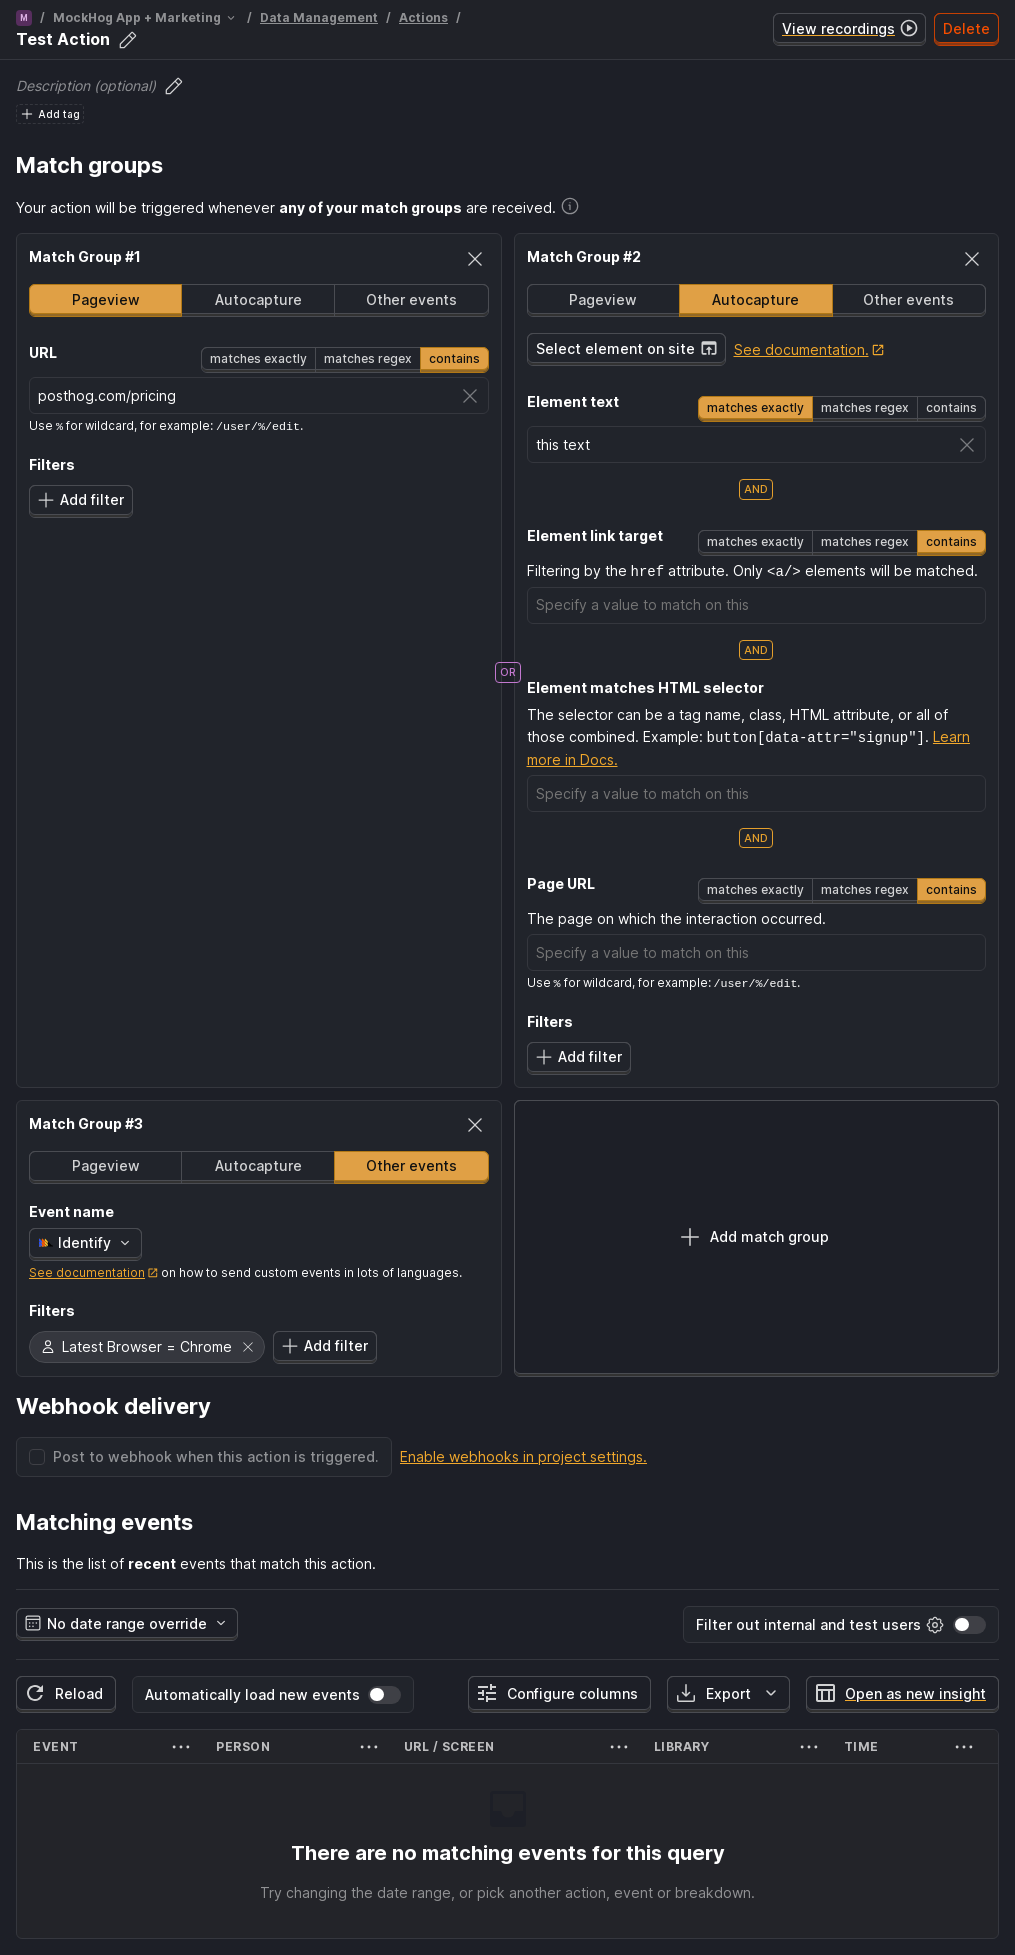 M / MockHog App + Marketing / Data Management / Actions /
Test Action
View recordings
Delete
Description (optional)
Add tag
Match groups
Your action will be triggered whenever any of your match groups are received.
Match Group #1
Pageview
Autocapture
Other events
URL
matches exactly
matches regex
contains
posthog.com/pricing
Use % for wildcard, for example: /user/%/edit.
Filters
Add filter
OR
Match Group #2
Pageview
Autocapture
Other events
Select element on site
See documentation.
Element text
matches exactly
matches regex
contains
this text
AND
Element link target
matches exactly
matches regex
contains
Filtering by the href attribute. Only <a/> elements will be matched.
Specify a value to match on this
AND
Element matches HTML selector
The selector can be a tag name, class, HTML attribute, or all of
those combined. Example: button[data-attr="signup"]. Learn
more in Docs.
Specify a value to match on this
AND
Page URL
matches exactly
matches regex
contains
The page on which the interaction occurred.
Specify a value to match on this
Use % for wildcard, for example: /user/%/edit.
Filters
Add filter
Match Group #3
Pageview
Autocapture
Other events
Event name
Identify
See documentation on how to send custom events in lots of languages.
Filters
Latest Browser = Chrome
Add filter
Add match group
Webhook delivery
Post to webhook when this action is triggered.
Enable webhooks in project settings.
Matching events
This is the list of recent events that match this action.
No date range override
Filter out internal and test users
Reload
Automatically load new events
Configure columns
Export
Open as new insight
EVENT
PERSON
URL / SCREEN
LIBRARY
TIME
There are no matching events for this query
Try changing the date range, or pick another action, event or breakdown.